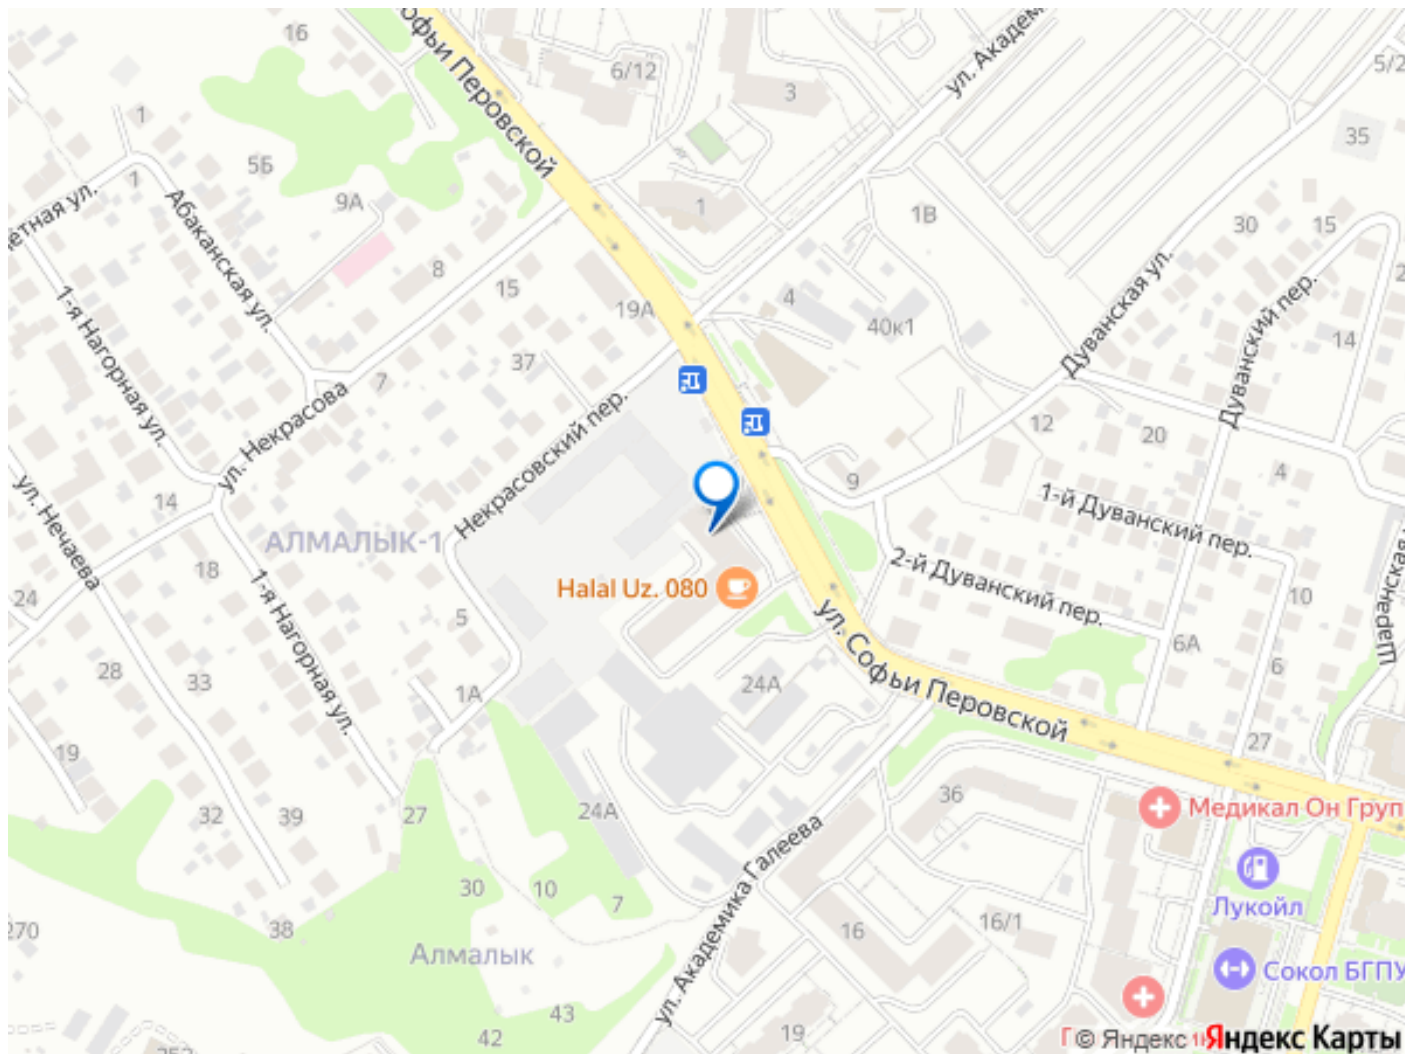 16
офьи Перовской
6/12
3
ул. Академ
5/2
35
1
5Б
1
9А
1
1В
30
15
етная ул.
Абаканская ул.
8
15
4
Дуванская ул.
Дуванский пер.
2
1-я Нагорная ул.
19А
40к1
14
37
7
ул. Некрасова
Некрасовский пер.
12
20
4
ул. Нечаева
14
9
1-й Дуванский пер.
АЛМАЛЫК-1
18
1-я Нагорная ул.
2-й Дуванский пер.
24
Halal Uz. 080
10
5
ул. Софьи Перовской
6А
6
28
33
1А
24А
19
27
32
39
27
24А
36
Медикал Он Груп
ул. Академика Галеева
30
10
7
Лукойл
270
38
16
16/1
Алмалык
Сокол БГПУ
43
42
19
© Яндекс
Яндекс Карты